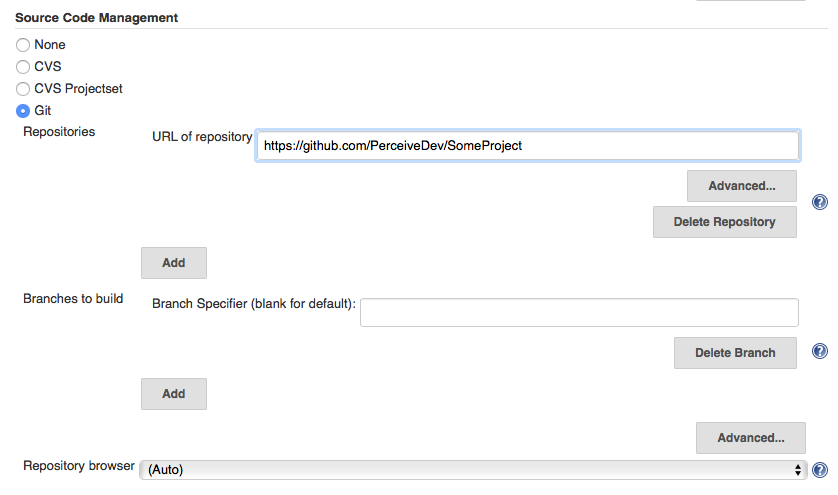 Source Code Management
None
CVS
CVS Projectset
Git
Repositories
URL of repository
https://github.com/PerceiveDev/SomeProject
Advanced...
?
Delete Repository
Add
Branches to build
Branch Specifier (blank for default):
Delete Branch
?
Add
Advanced...
Repository browser
(Auto)
?